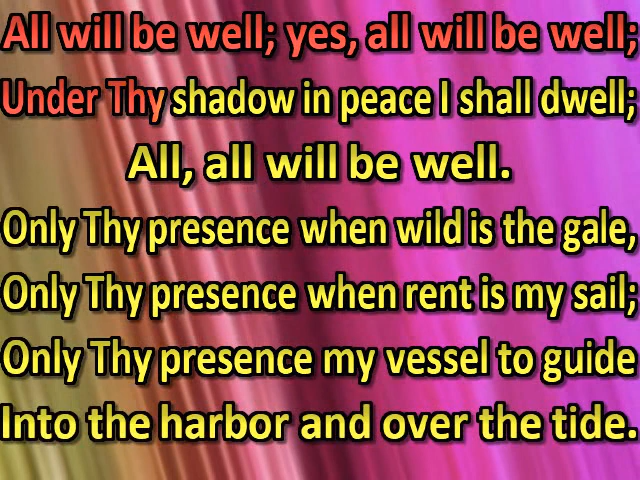 All will be well; yes, all will be well;
Under Thy shadow in peace I shall dwell;
All, all will be well.
Only Thy presence when wild is the gale,
Only Thy presence when rent is my sail;
Only Thy presence my vessel to guide
Into the harbor and over the tide.